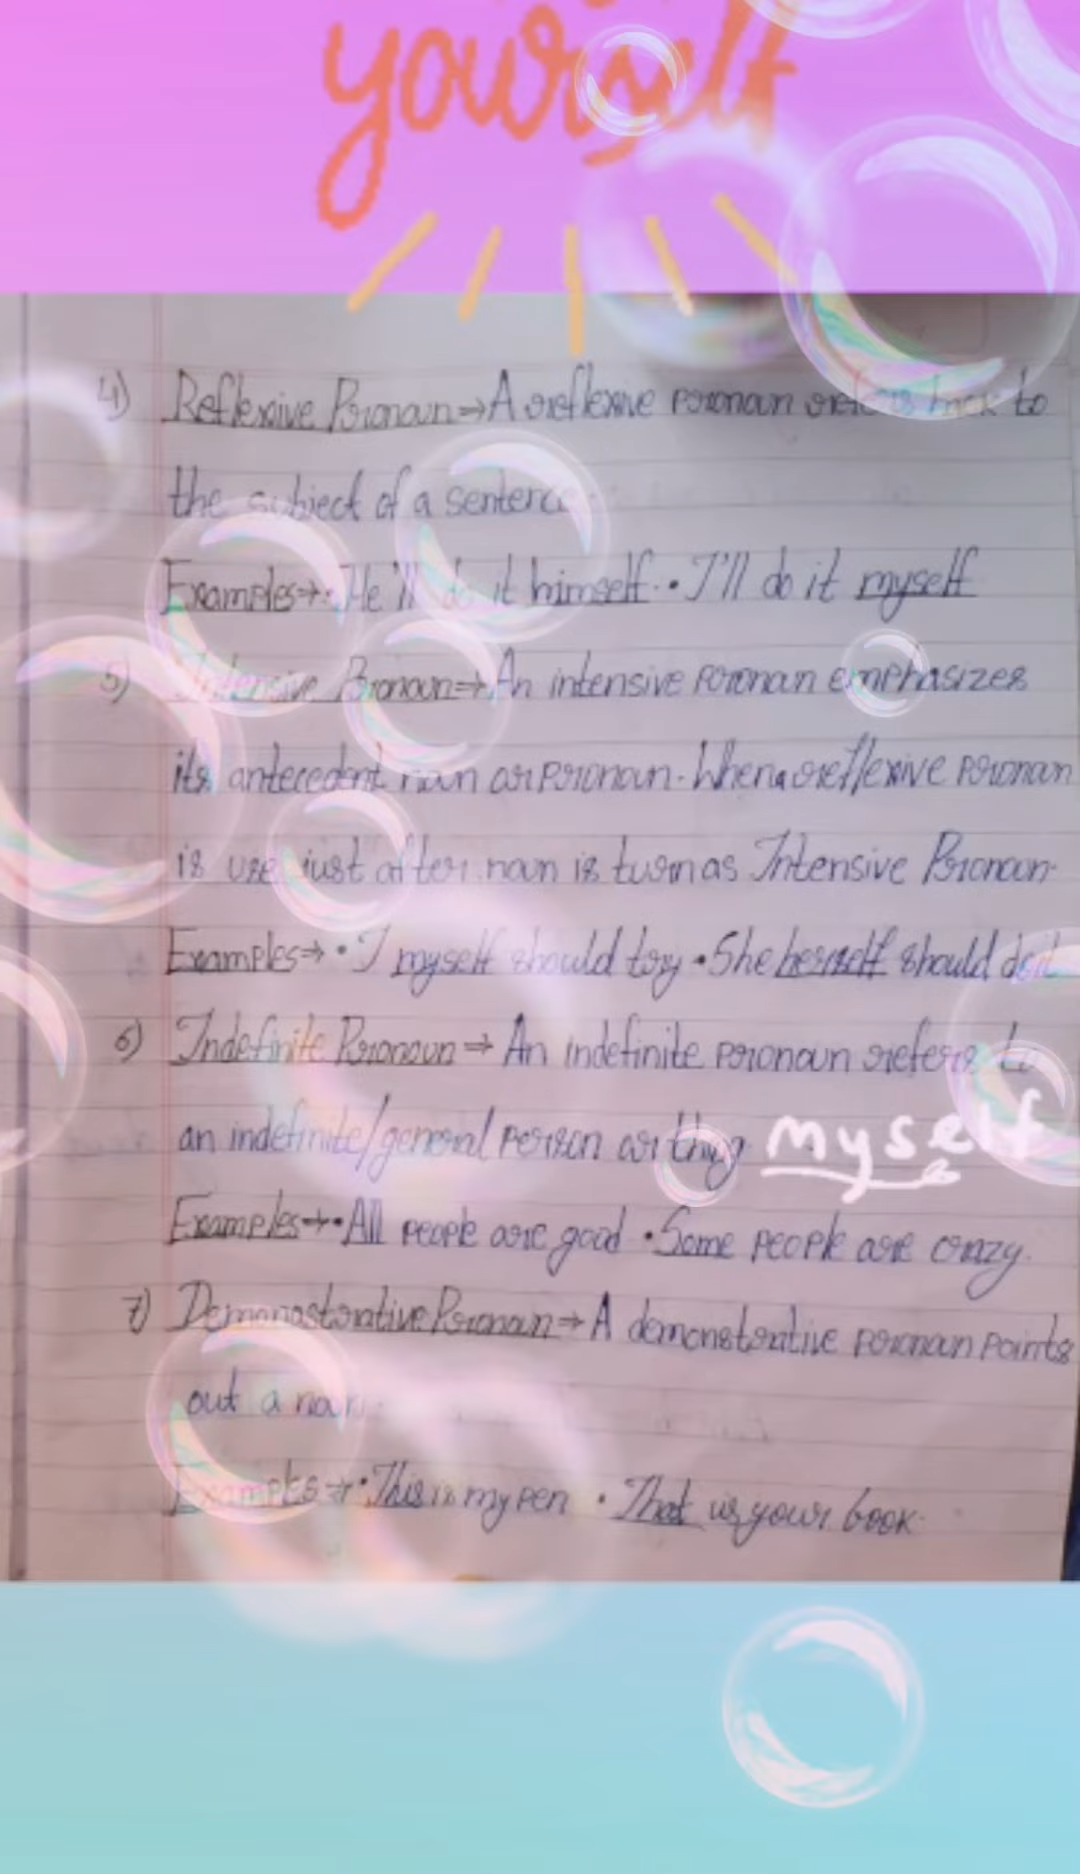 yourself
4) Reflexive Pronoun⇒A reflexive pronoun refers back to
the subject of a sentence.
Examples→•He'll do it himself.•I'll do it myself
5) Intensive Pronoun⇒An intensive pronoun emphasizes
its antecedent noun or pronoun. When a reflexive pronoun
is use just after noun is turn as Intensive Pronoun.
Examples⇒•I myself should try •She herself should do it
6) Indefinite Pronoun⇒ An indefinite pronoun refers to
an indefinite/general person or thing
myself
Examples→•All people are good •Some people are crazy.
7) Demonastrative Pronoun⇒ A demonstrative pronoun points
out a noun.
Examples→•This is my pen • That is your book.